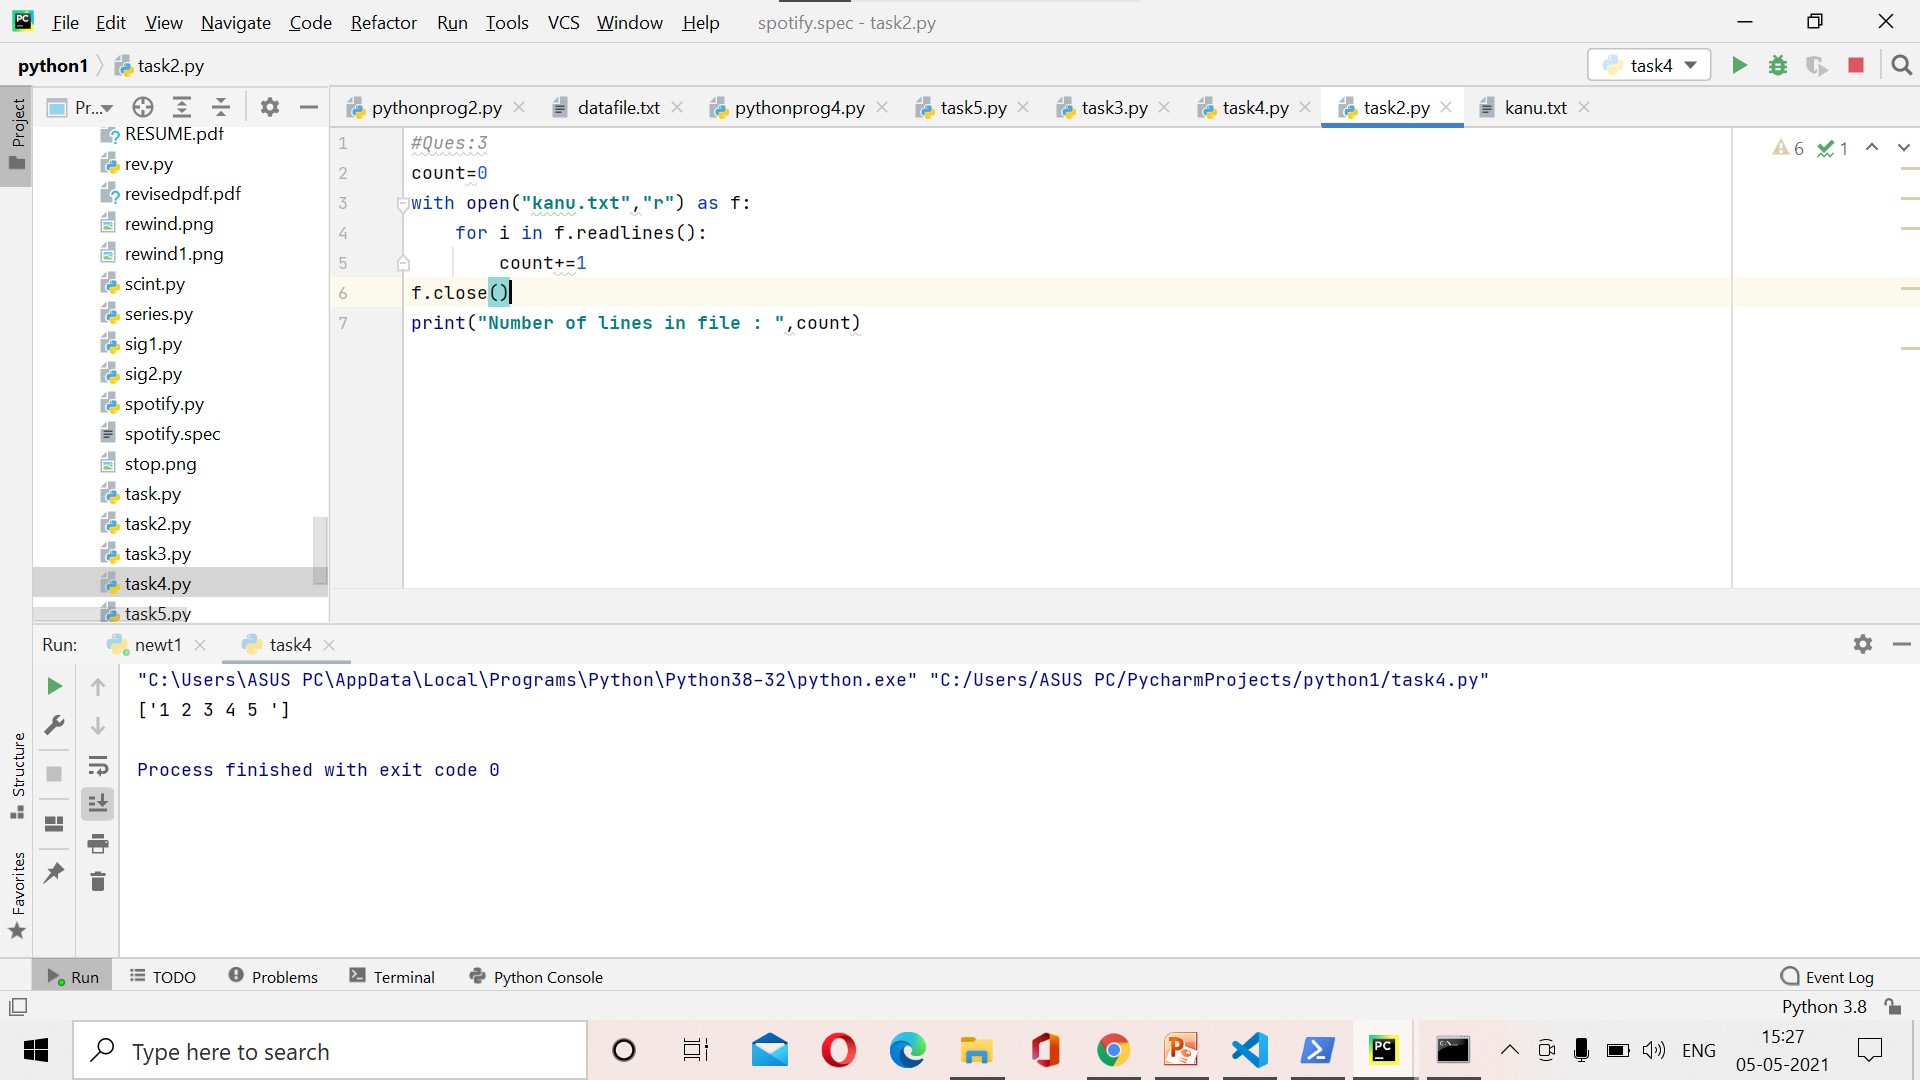 File Edit View Navigate Code Refactor Run Tools VCS Window Help spotify.spec - task2.py
python1 task2.py task4
Project
Pr...
pythonprog2.py datafile.txt pythonprog4.py task5.py task3.py task4.py task2.py kanu.txt
RESUME.pdf
rev.py
revisedpdf.pdf
rewind.png
rewind1.png
scint.py
series.py
sig1.py
sig2.py
spotify.py
spotify.spec
stop.png
task.py
task2.py
task3.py
task4.py
task5.py
6 1
1 #Ques:3
2 count=0
3 with open("kanu.txt","r") as f:
4 for i in f.readlines():
5 count+=1
6 f.close()
7 print("Number of lines in file : ",count)
Run: newt1 task4
"C:\Users\ASUS PC\AppData\Local\Programs\Python\Python38-32\python.exe" "C:/Users/ASUS PC/PycharmProjects/python1/task4.py"
['1 2 3 4 5 ']
Process finished with exit code 0
Structure
Favorites
Run TODO Problems Terminal Python Console Event Log
Python 3.8
Type here to search
ENG
15:27
05-05-2021